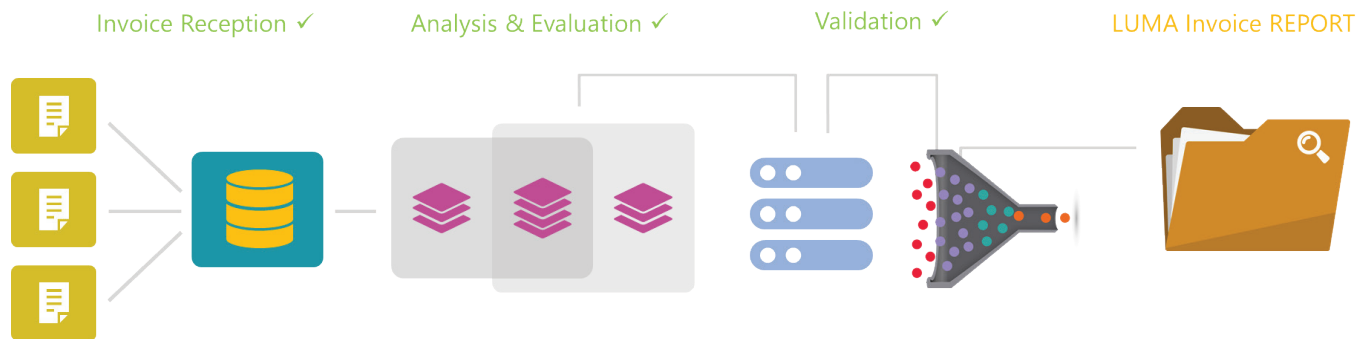 Invoice Reception ✓
Analysis & Evaluation ✓
Validation ✓
LUMA Invoice REPORT